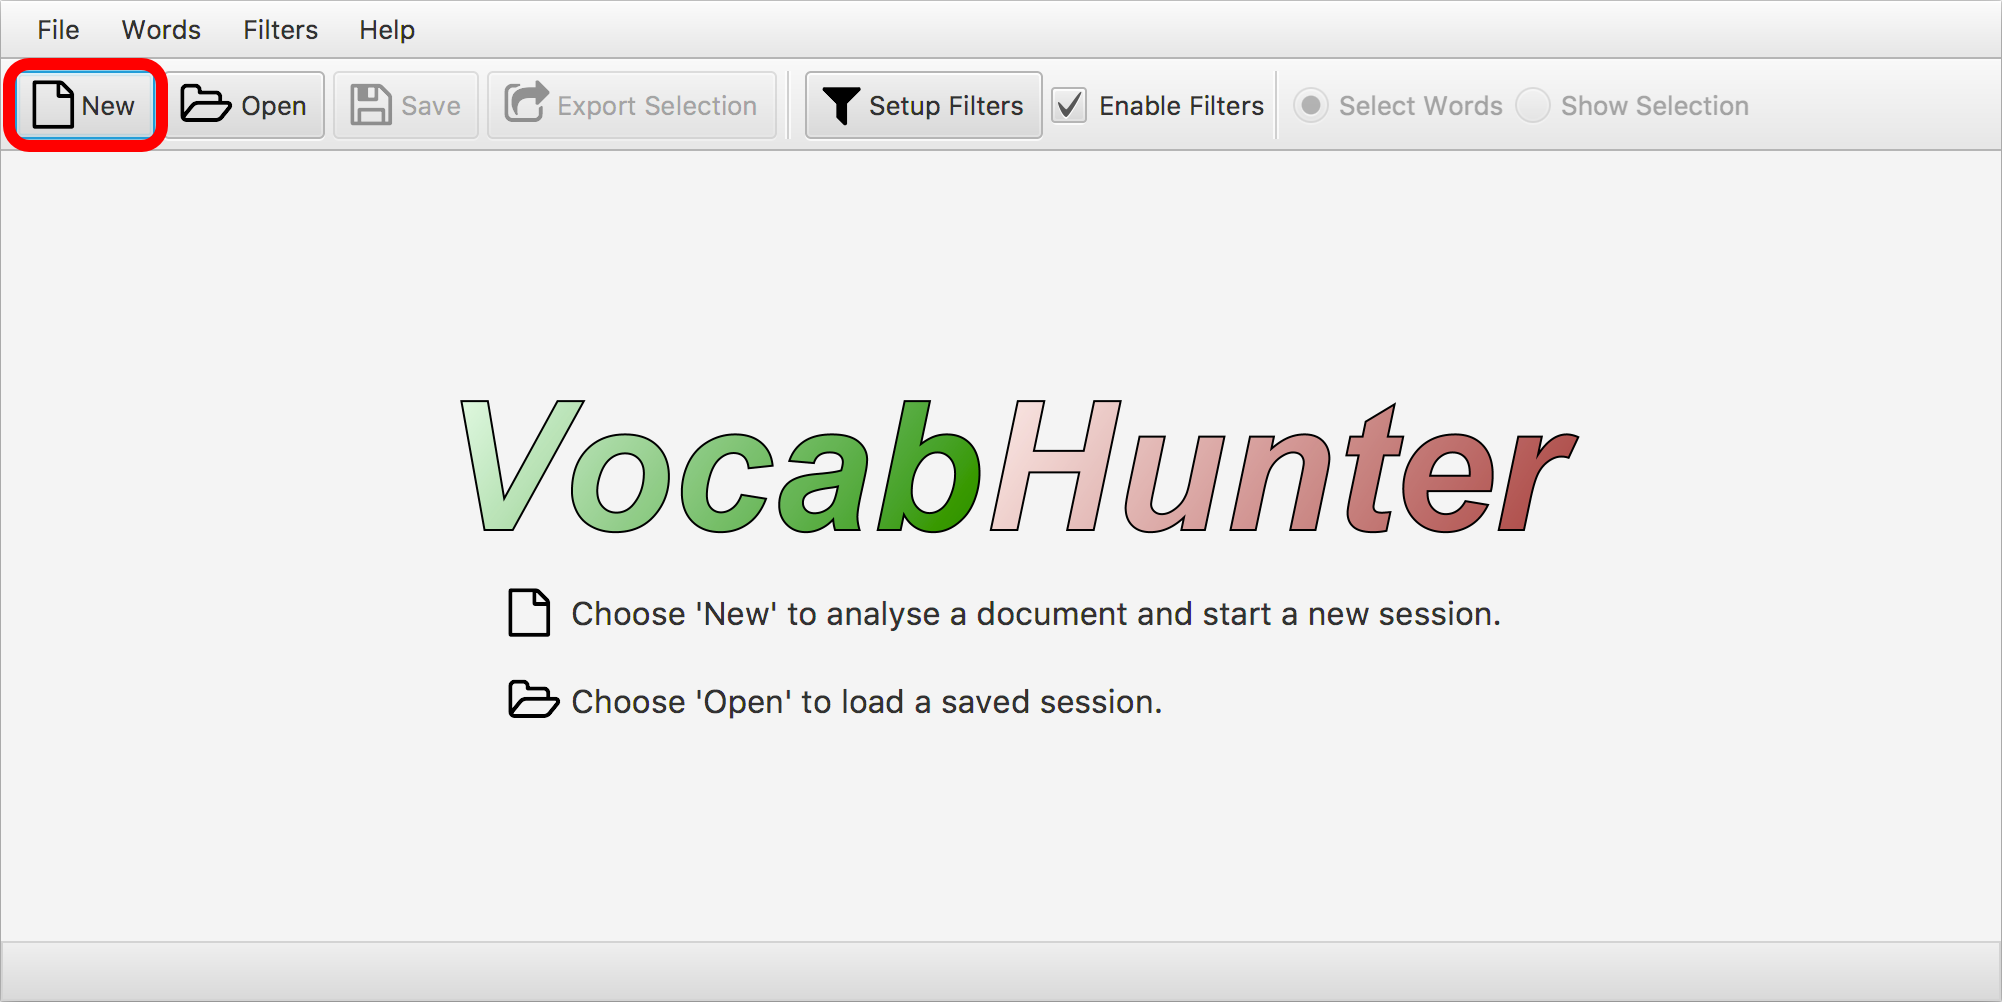 File Words Filters Help
New Open Save Export Selection Setup Filters Enable Filters Select Words Show Selection
VocabHunter
Choose 'New' to analyse a document and start a new session.
Choose 'Open' to load a saved session.